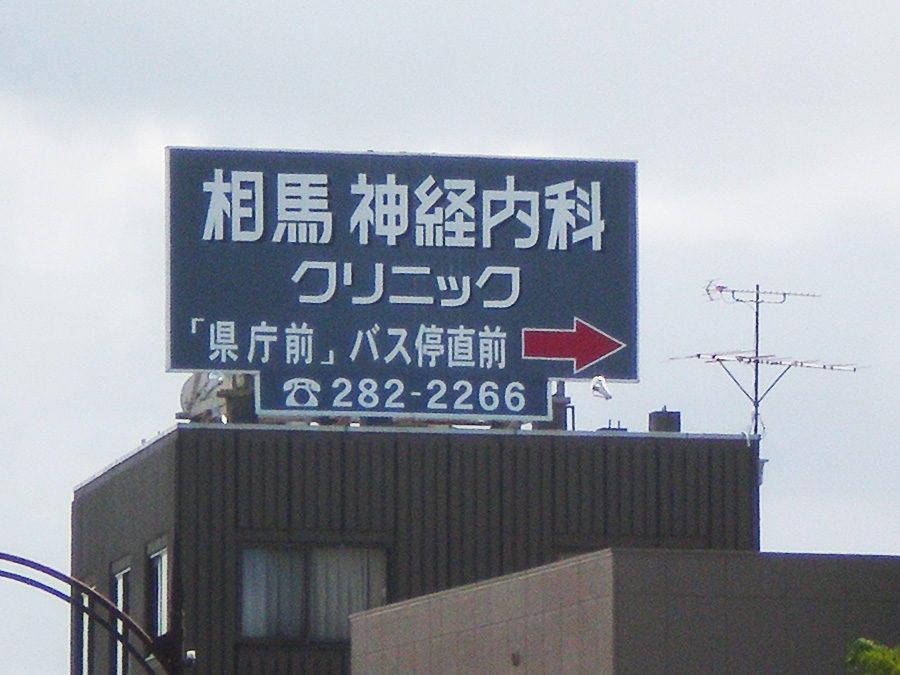 相馬 神経内科
クリニック
「県庁前」バス停直前
☎282-2266